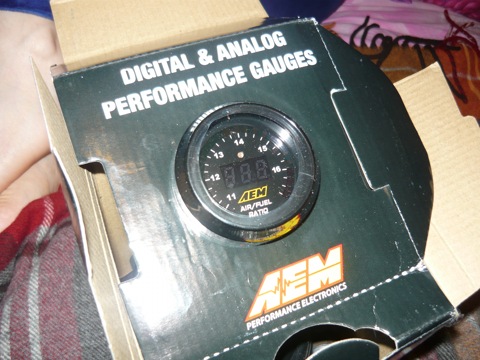 DIGITAL & ANALOG
PERFORMANCE GAUGES
14
13
15
12
16
11
AEM
AIR/FUEL
RATIO
AEM
PERFORMANCE ELECTRONICS